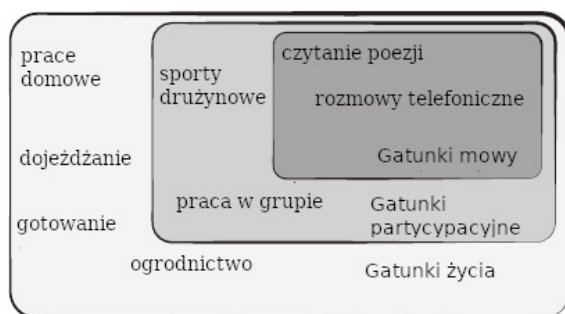 prace
domowe
sporty
drużynowe
czytanie poezji
rozmowy telefoniczne
dojeżdżanie
Gatunki mowy
gotowanie
praca w grupie
Gatunki
partycypacyjne
ogrodnictwo
Gatunki życia